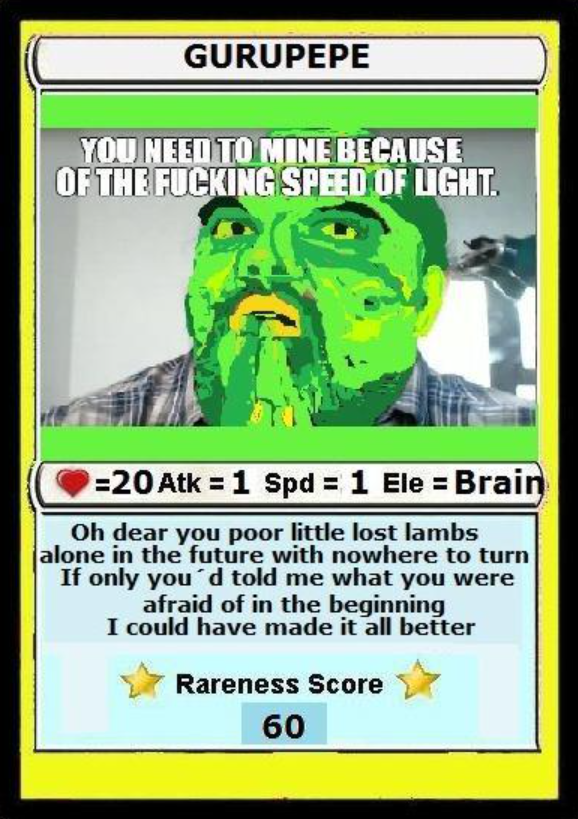 GURUPEPE
YOU NEED TO MINE BECAUSE
OF THE FUCKING SPEED OF LIGHT.
=20 Atk = 1 Spd = 1 Ele = Brain
Oh dear you poor little lost lambs
alone in the future with nowhere to turn
If only you´d told me what you were
afraid of in the beginning
I could have made it all better
Rareness Score
60